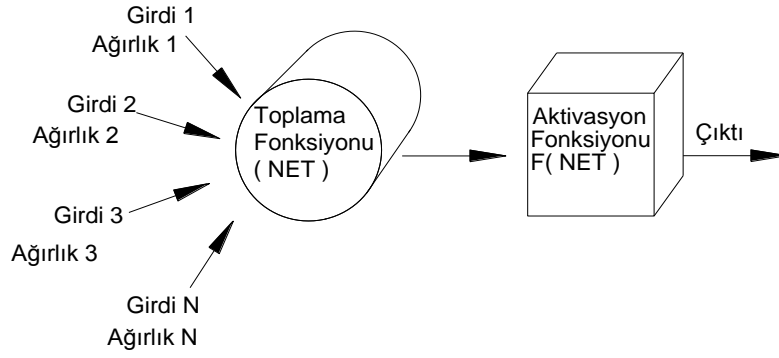 Girdi 1
Ağırlık 1
Girdi 2
Ağırlık 2
Girdi 3
Ağırlık 3
Girdi N
Ağırlık N
Toplama
Fonksiyonu
( NET )
Aktivasyon
Fonksiyonu
F( NET )
Çıktı